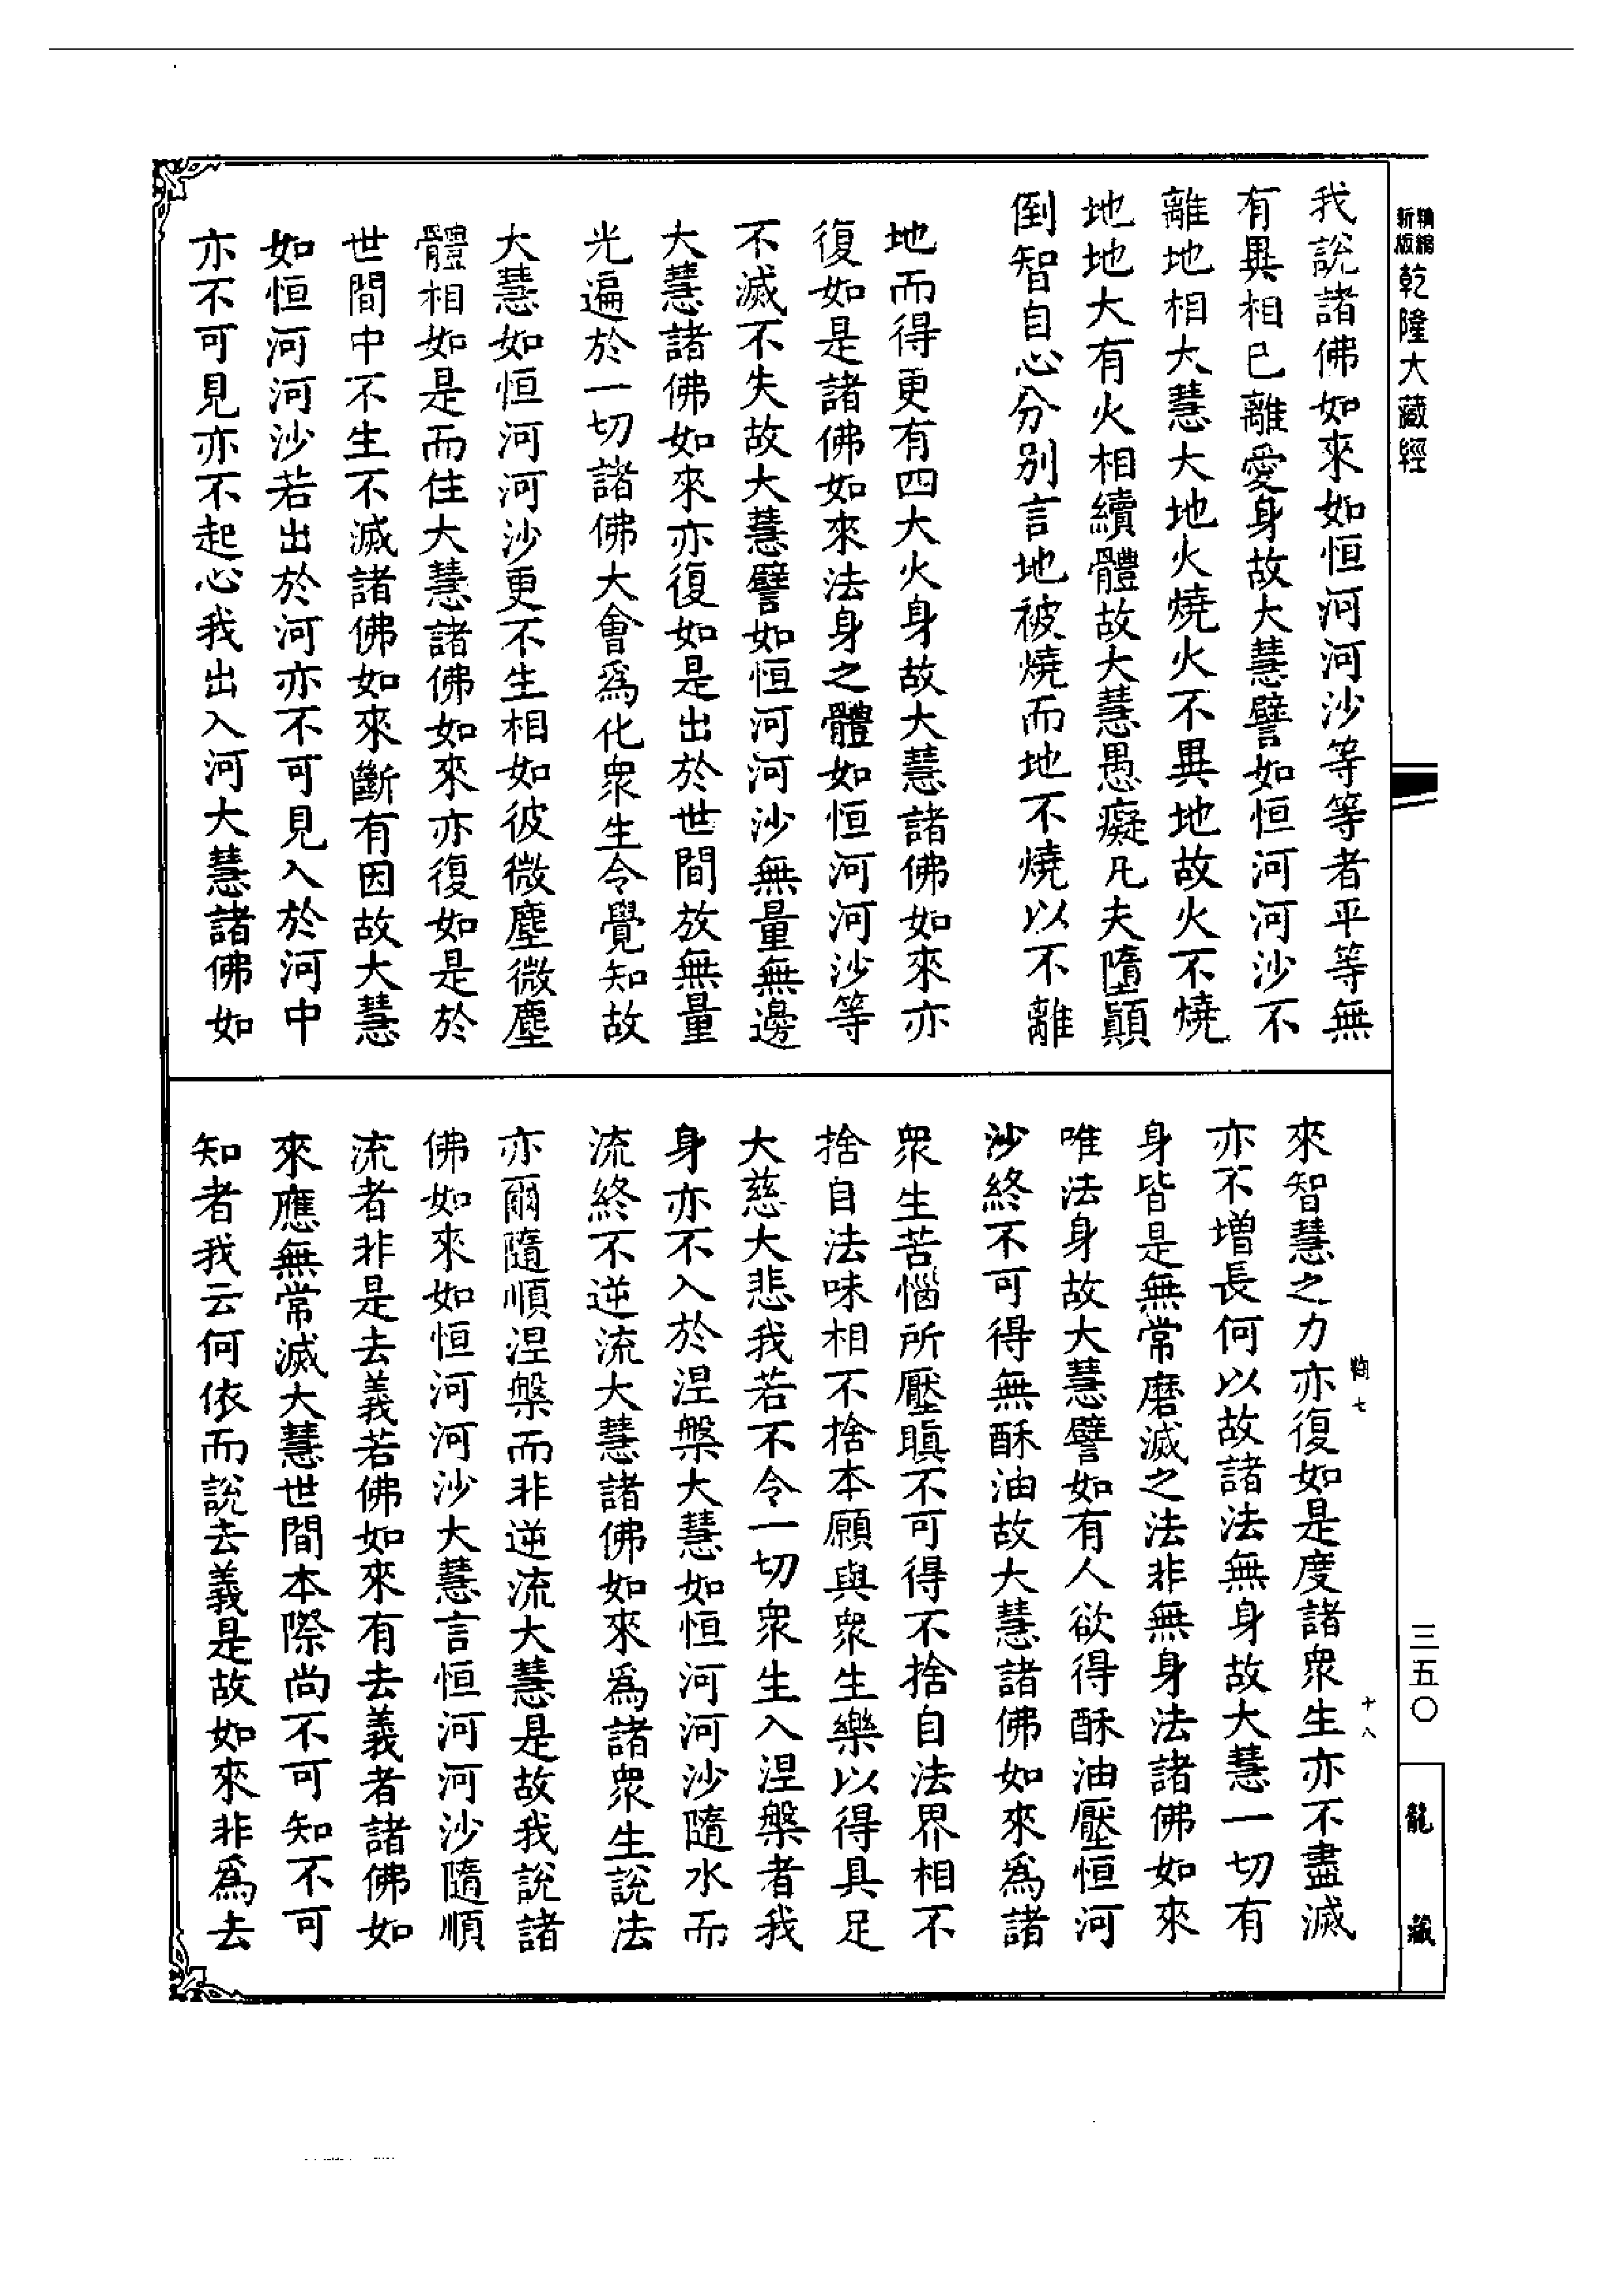 精縮新版 乾隆大藏經
我說諸佛如來如恒河河沙等等者平等無
有異相已離愛身故大慧譬如恒河河沙不
離地相大慧大地火燒火不異地故火不燒
地地大有火相續體故大慧愚癡凡夫墮顚
倒智自心分別言地被燒而地不燒以不離
地而得更有四大火身故大慧諸佛如來亦
復如是諸佛如來法身之體如恒河河沙等
不滅不失故大慧譬如恒河河沙無量無邊
大慧諸佛如來亦復如是出於世間放無量
光遍於一切諸佛大會爲化衆生令覺知故
大慧如恒河河沙更不生相如彼微塵微塵
體相如是而住大慧諸佛如來亦復如是於
世間中不生不滅諸佛如來斷有因故大慧
如恒河河沙若出於河亦不可見入於河中
亦不可見亦不起心我出入河大慧諸佛如
來智慧之力亦復如是度諸衆生亦不盡滅
亦不增長何以故諸法無身故大慧一切有
身皆是無常磨滅之法非無身法諸佛如來
唯法身故大慧譬如有人欲得酥油壓恒河
沙終不可得無酥油故大慧諸佛如來爲諸
衆生苦惱所壓瞋不可得不捨自法界相不
捨自法味相不捨本願與衆生樂以得具足
大慈大悲我若不令一切衆生入涅槃者我
身亦不入於涅槃大慧如恒河河沙隨水而
流終不逆流大慧諸佛如來爲諸衆生說法
亦爾隨順涅槃而非逆流大慧是故我說諸
佛如來如恒河河沙大慧言恒河河沙隨順
流者非是去義若佛如來有去義者諸佛如
來應無常滅大慧世間本際尚不可知不可
知者我云何依而說去義是故如來非爲去
七
十八
三五〇
龍藏